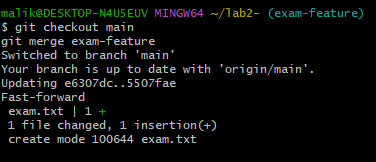 malik@DESKTOP-N4U5EUV MINGW64 ~/lab2- (exam-feature)
$ git checkout main
git merge exam-feature
Switched to branch 'main'
Your branch is up to date with 'origin/main'.
Updating e6307dc..5507fae
Fast-forward
 exam.txt | 1 +
 1 file changed, 1 insertion(+)
 create mode 100644 exam.txt